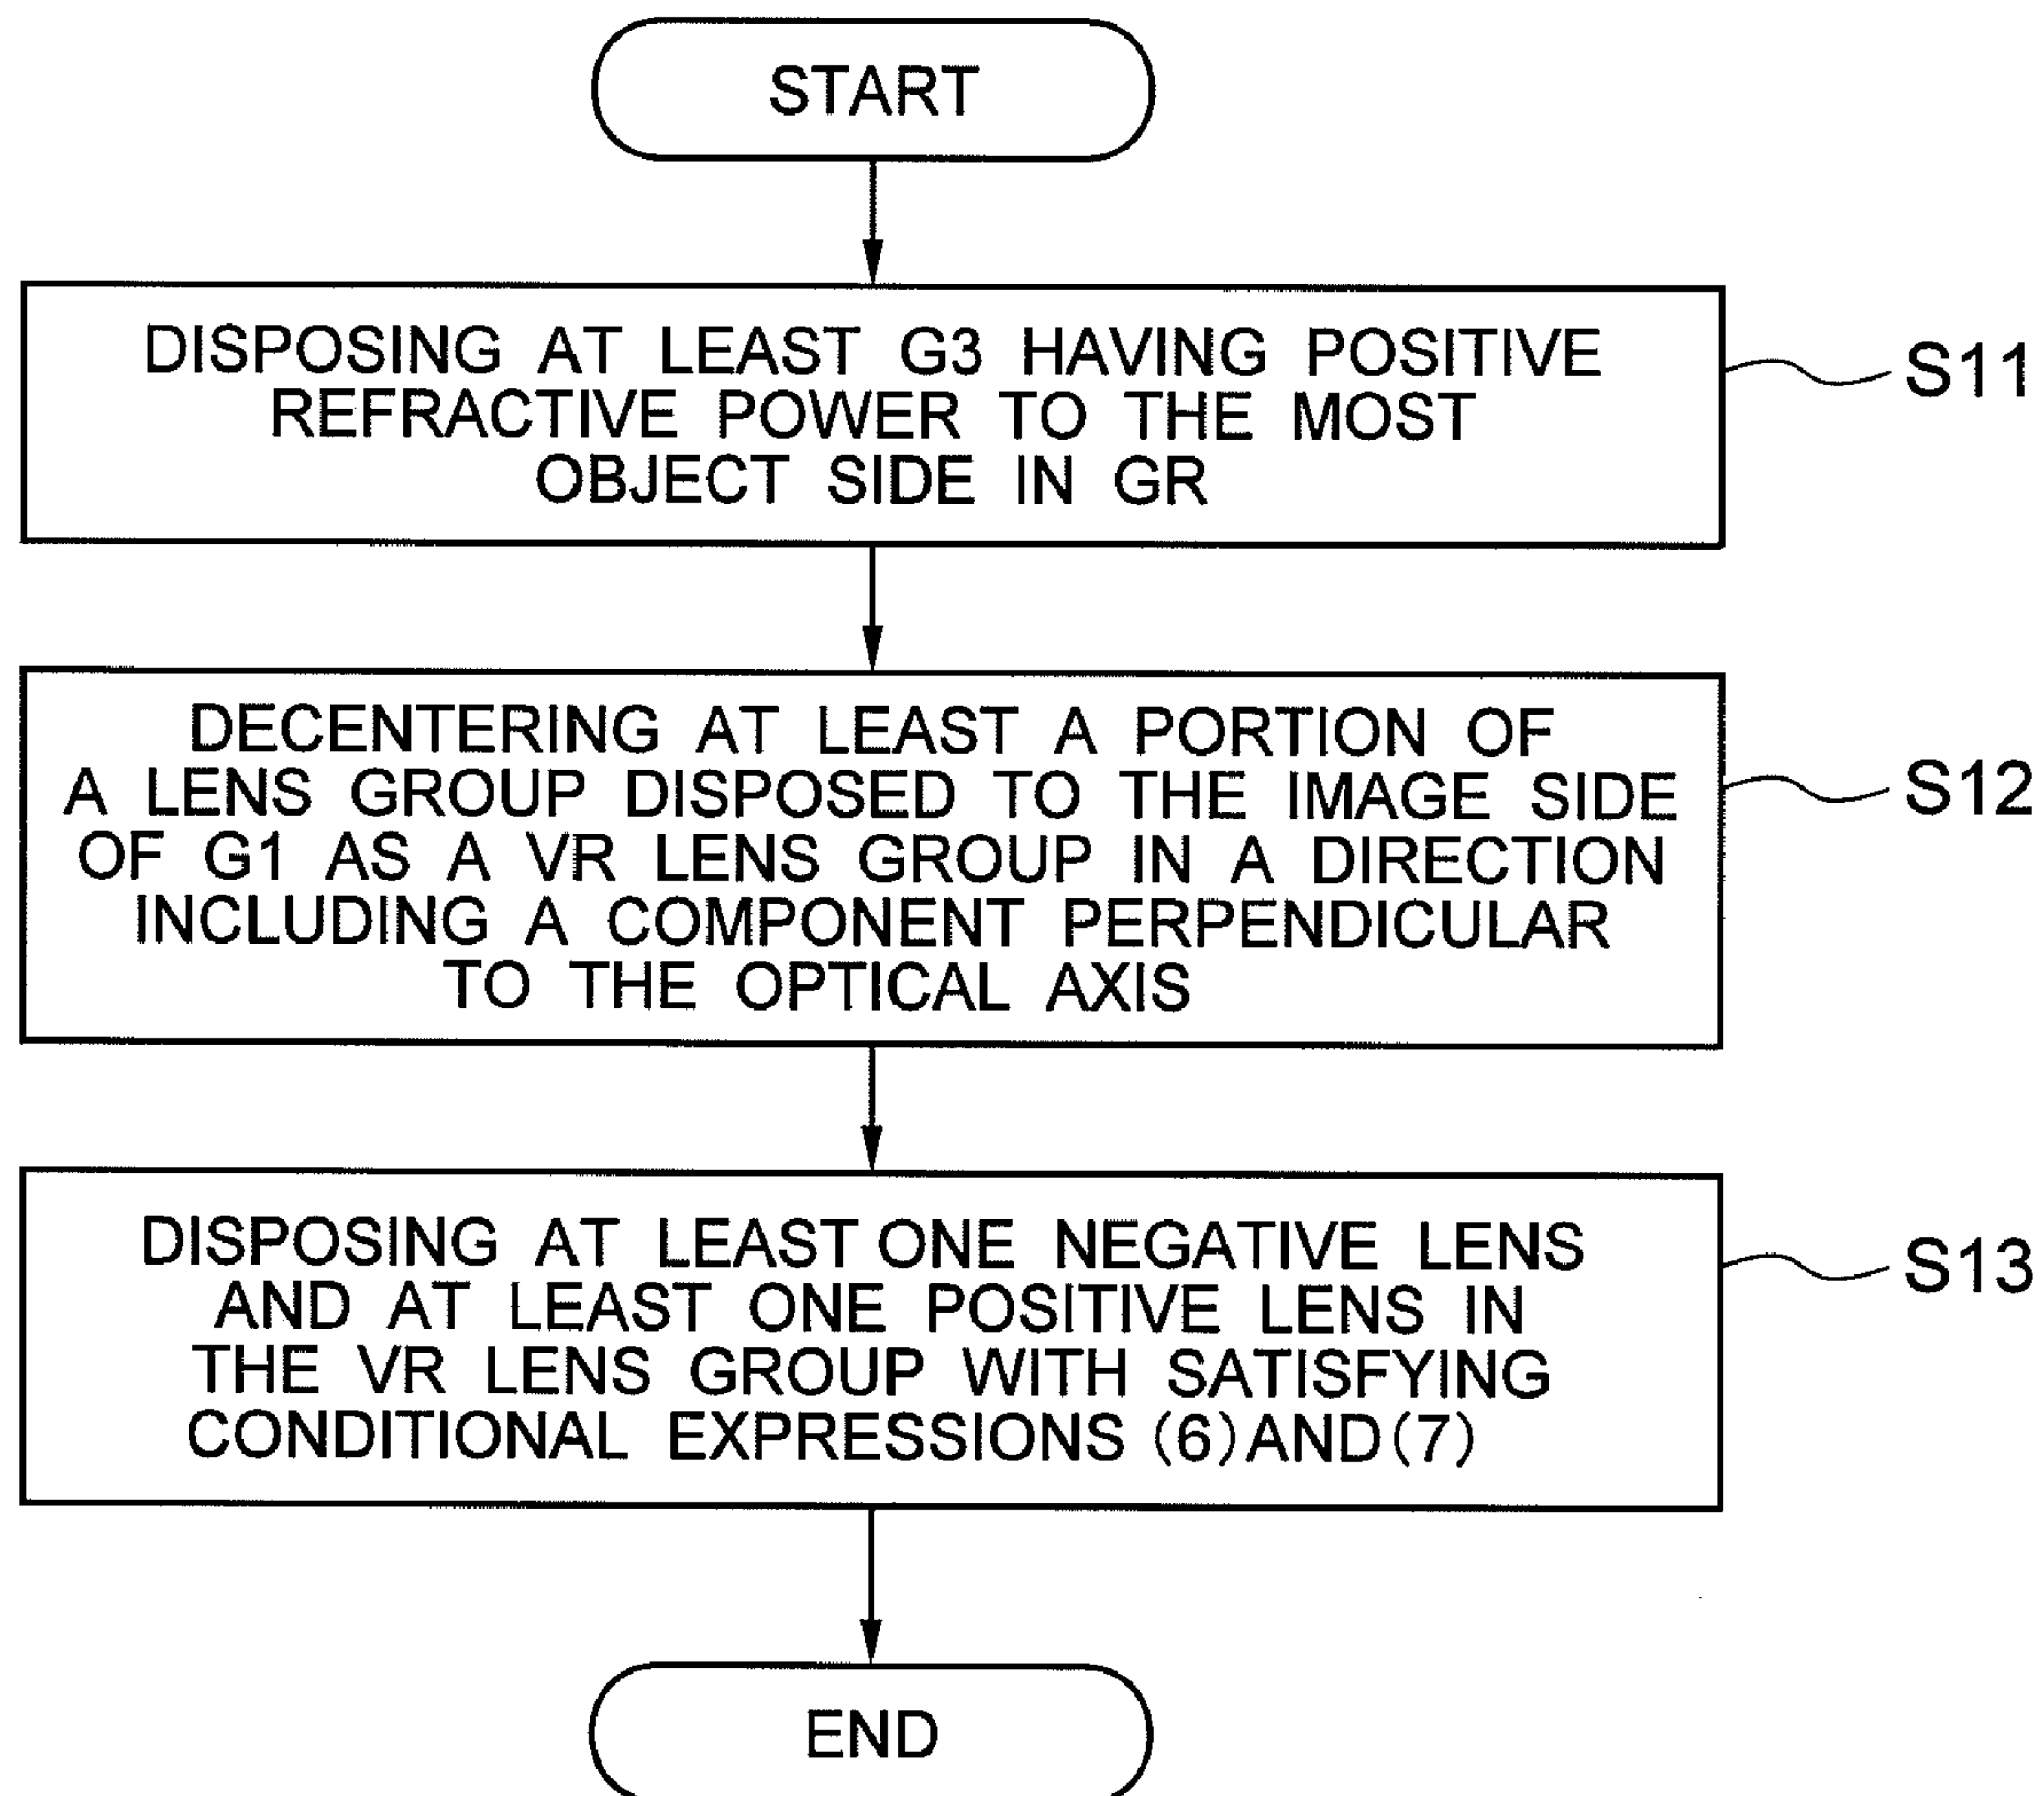 START
DISPOSING AT LEAST G3 HAVING POSITIVE
REFRACTIVE POWER TO THE MOST
OBJECT SIDE IN GR
S11
DECENTERING AT LEAST A PORTION OF
A LENS GROUP DISPOSED TO THE IMAGE SIDE
OF G1 AS A VR LENS GROUP IN A DIRECTION
INCLUDING A COMPONENT PERPENDICULAR
TO THE OPTICAL AXIS
S12
DISPOSING AT LEAST ONE NEGATIVE LENS
AND AT LEAST ONE POSITIVE LENS IN
THE VR LENS GROUP WITH SATISFYING
CONDITIONAL EXPRESSIONS (6) AND (7)
S13
END